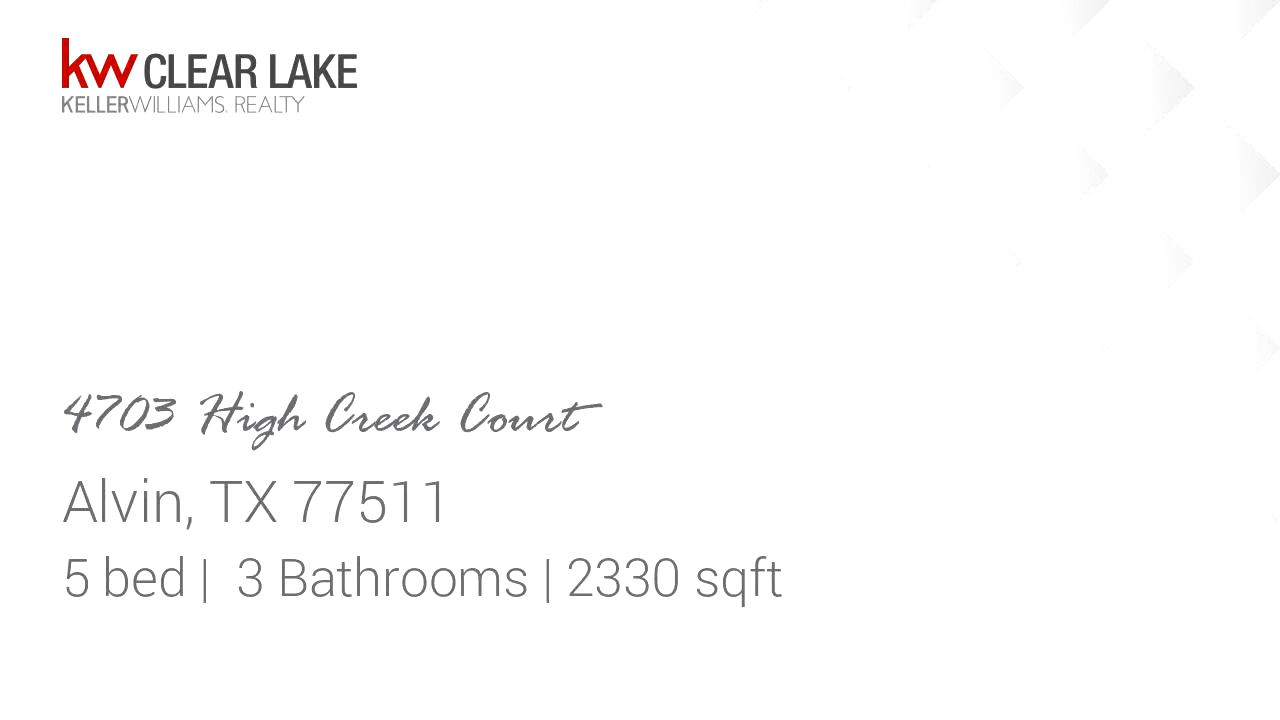 kw CLEAR LAKE
KELLERWILLIAMS. REALTY
4703 High Creek Court
Alvin, TX 77511
5 bed | 3 Bathrooms | 2330 sqft